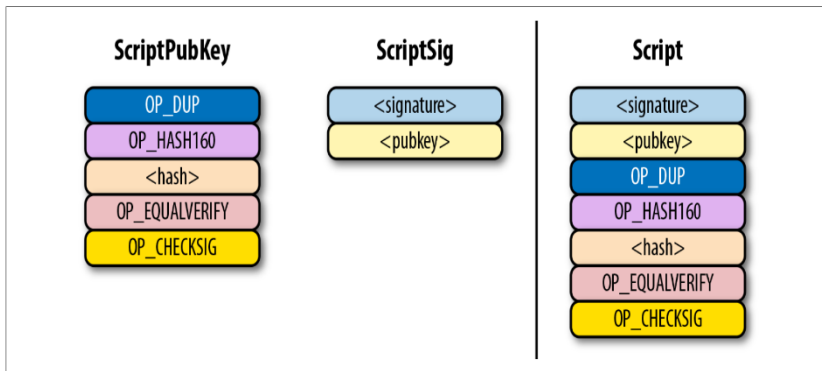 ScriptPubKey
OP_DUP
OP_HASH160
<hash>
OP_EQUALVERIFY
OP_CHECKSIG
ScriptSig
<signature>
<pubkey>
Script
<signature>
<pubkey>
OP_DUP
OP_HASH160
<hash>
OP_EQUALVERIFY
OP_CHECKSIG